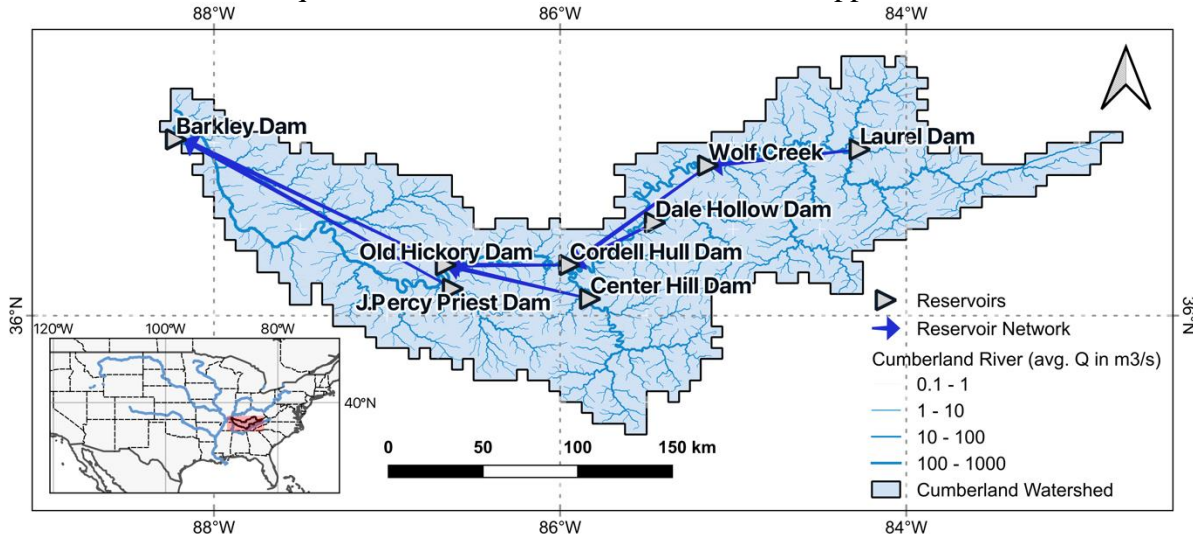 88°W 86°W 84°W
Barkley Dam
Laurel Dam
Wolf Creek
Dale Hollow Dam
Old Hickory Dam
Cordell Hull Dam
Center Hill Dam
J.Percy Priest Dam
36°N
36°N
120°W 100°W 80°W
40°N
0 50 100 150 km
Reservoirs
Reservoir Network
Cumberland River (avg. Q in m3/s)
0.1 - 1
1 - 10
10 - 100
100 - 1000
Cumberland Watershed
88°W 86°W 84°W